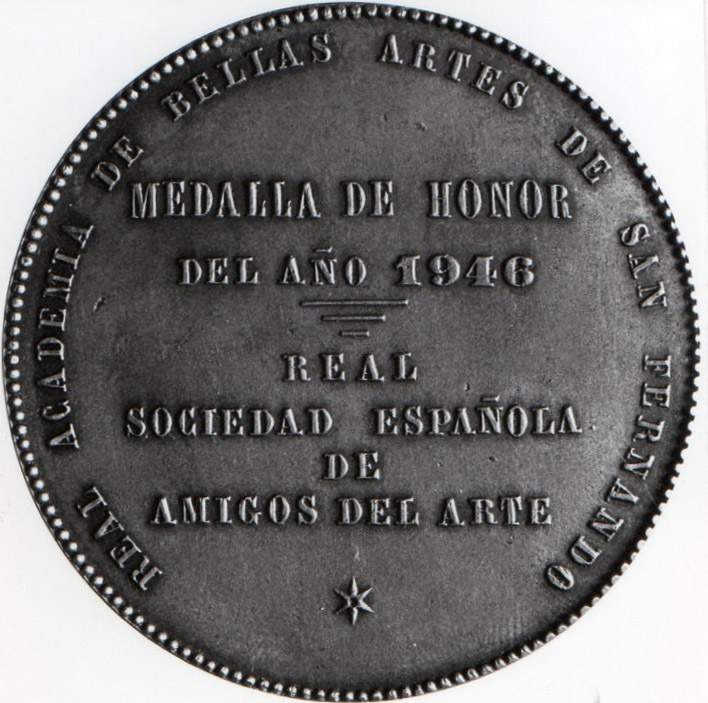 REAL ACADEMIA DE BELLAS ARTES DE SAN FERNANDO
MEDALLA DE HONOR
DEL AÑO 1946
REAL
SOCIEDAD ESPAÑOLA
DE
AMIGOS DEL ARTE